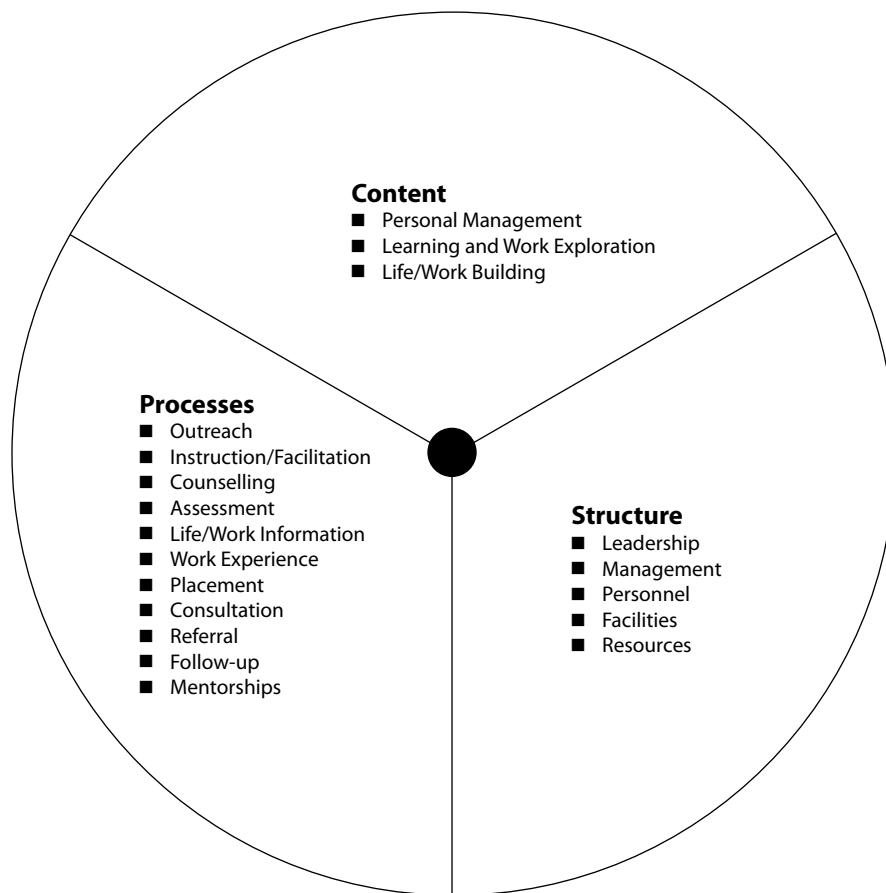 Content
■ Personal Management
■ Learning and Work Exploration
■ Life/Work Building
Processes
■ Outreach
■ Instruction/Facilitation
■ Counselling
■ Assessment
■ Life/Work Information
■ Work Experience
■ Placement
■ Consultation
■ Referral
■ Follow-up
■ Mentorships
Structure
■ Leadership
■ Management
■ Personnel
■ Facilities
■ Resources